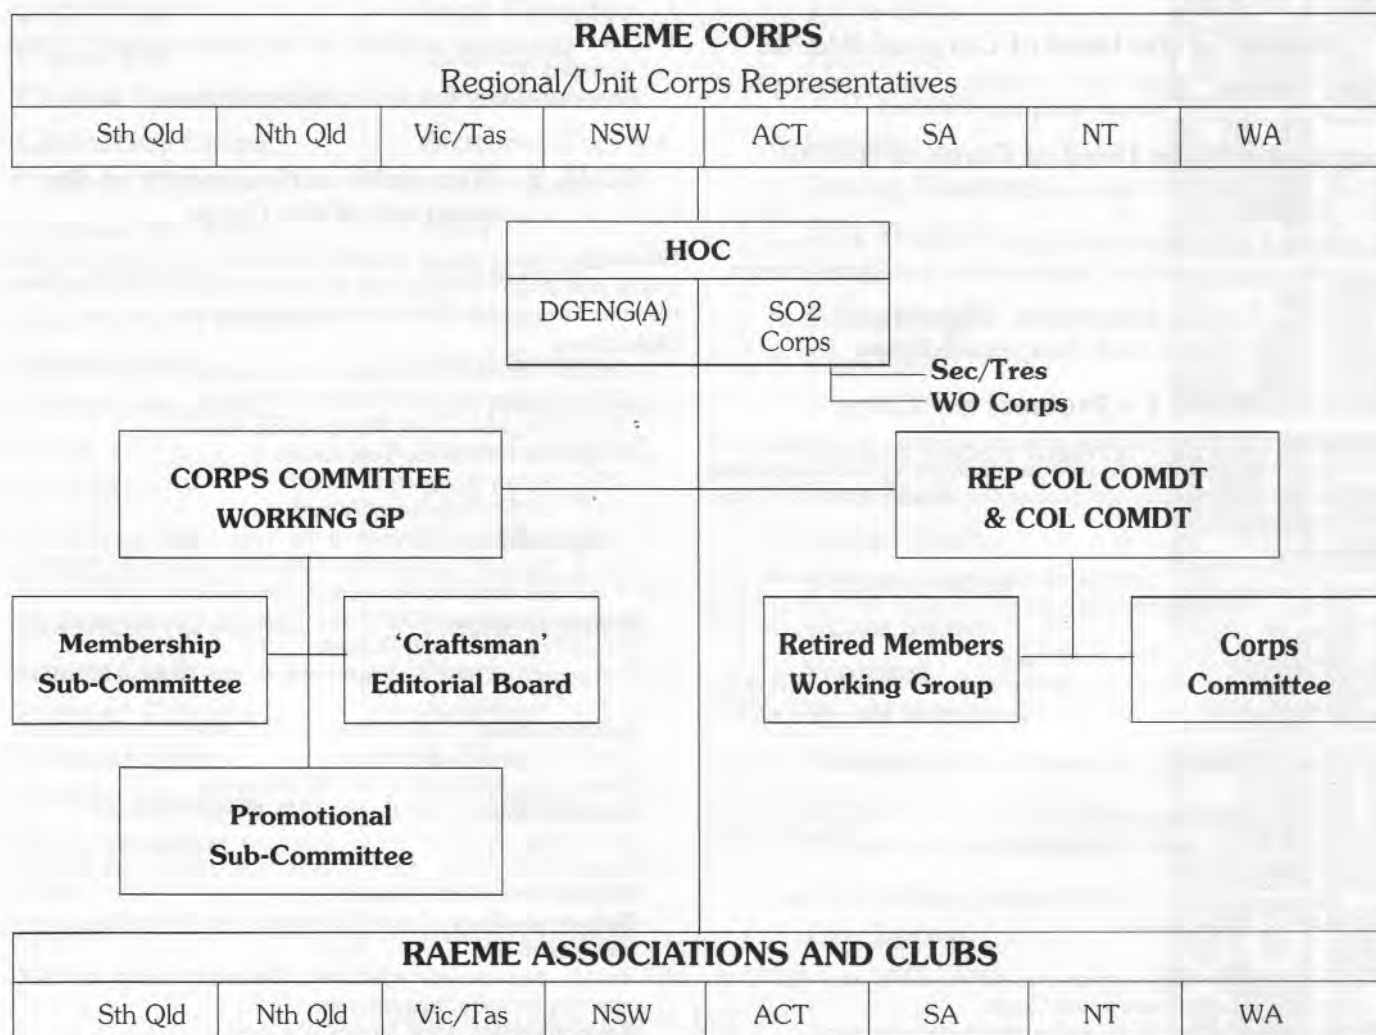 RAEME CORPS
Regional/Unit Corps Representatives
Sth Qld Nth Qld Vic/Tas NSW ACT SA NT WA
HOC
DGENG(A) SO2
Corps
Sec/Tres
WO Corps
CORPS COMMITTEE
WORKING GP
REP COL COMDT
& COL COMDT
Membership
Sub-Committee
'Craftsman'
Editorial Board
Retired Members
Working Group
Corps
Committee
Promotional
Sub-Committee
RAEME ASSOCIATIONS AND CLUBS
Sth Qld Nth Qld Vic/Tas NSW ACT SA NT WA